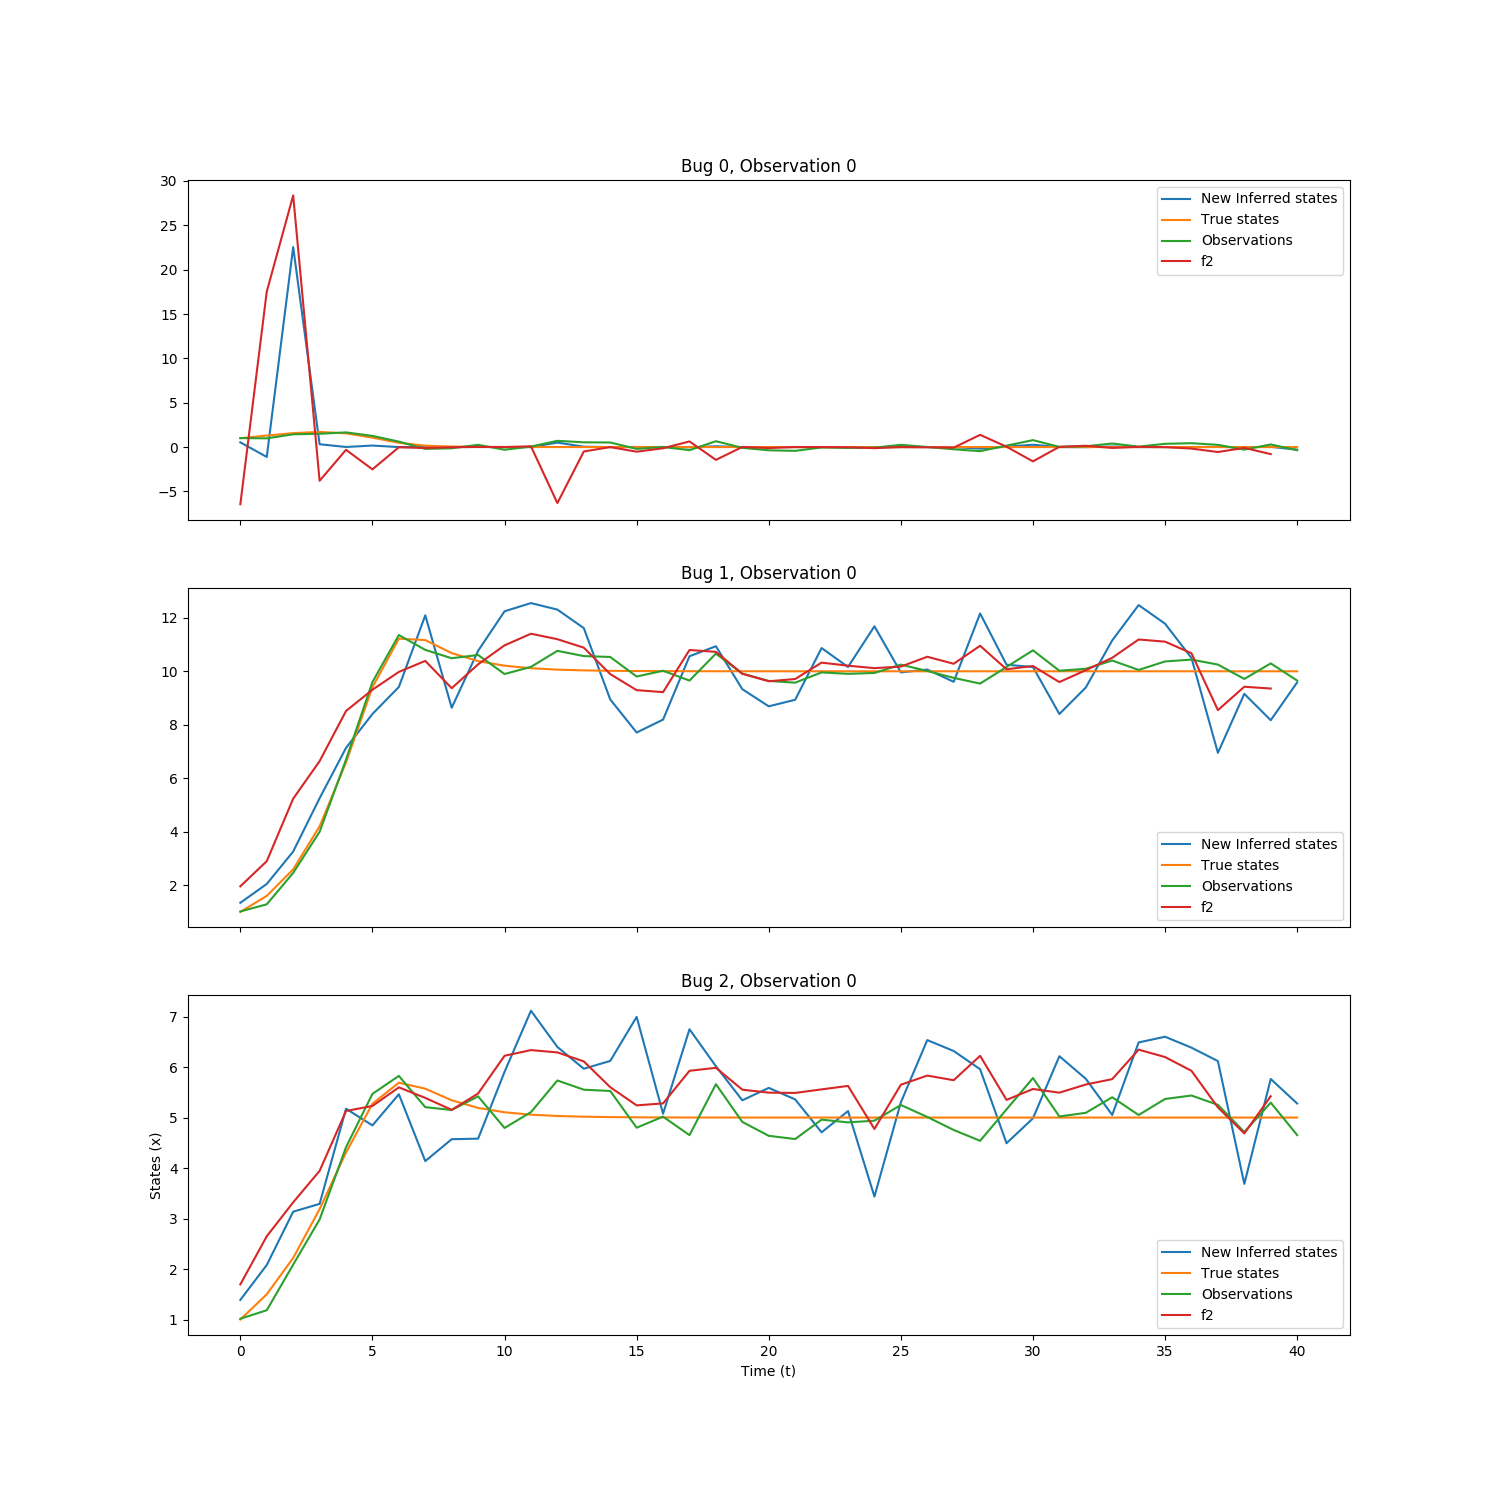 Bug 0, Observation 0
30
25
20
15
10
5
0
−5
New Inferred states
True states
Observations
f2
Bug 1, Observation 0
12
10
8
6
4
2
New Inferred states
True states
Observations
f2
Bug 2, Observation 0
7
6
5
4
3
2
1
States (x)
New Inferred states
True states
Observations
f2
0 5 10 15 20 25 30 35 40
Time (t)